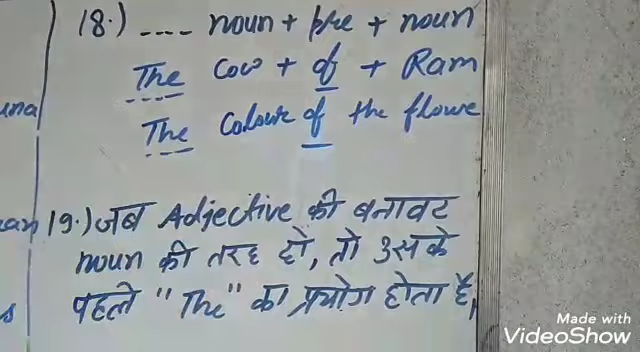 18.) ---- noun + pre + noun
The Cow + of + Ram
una
The Colour of the flowe
19.) जब Adjective की बनावट
noun की तरह हो, तो उसके
पहले "The" का प्रयोग होता है,
s
Made with
VideoShow